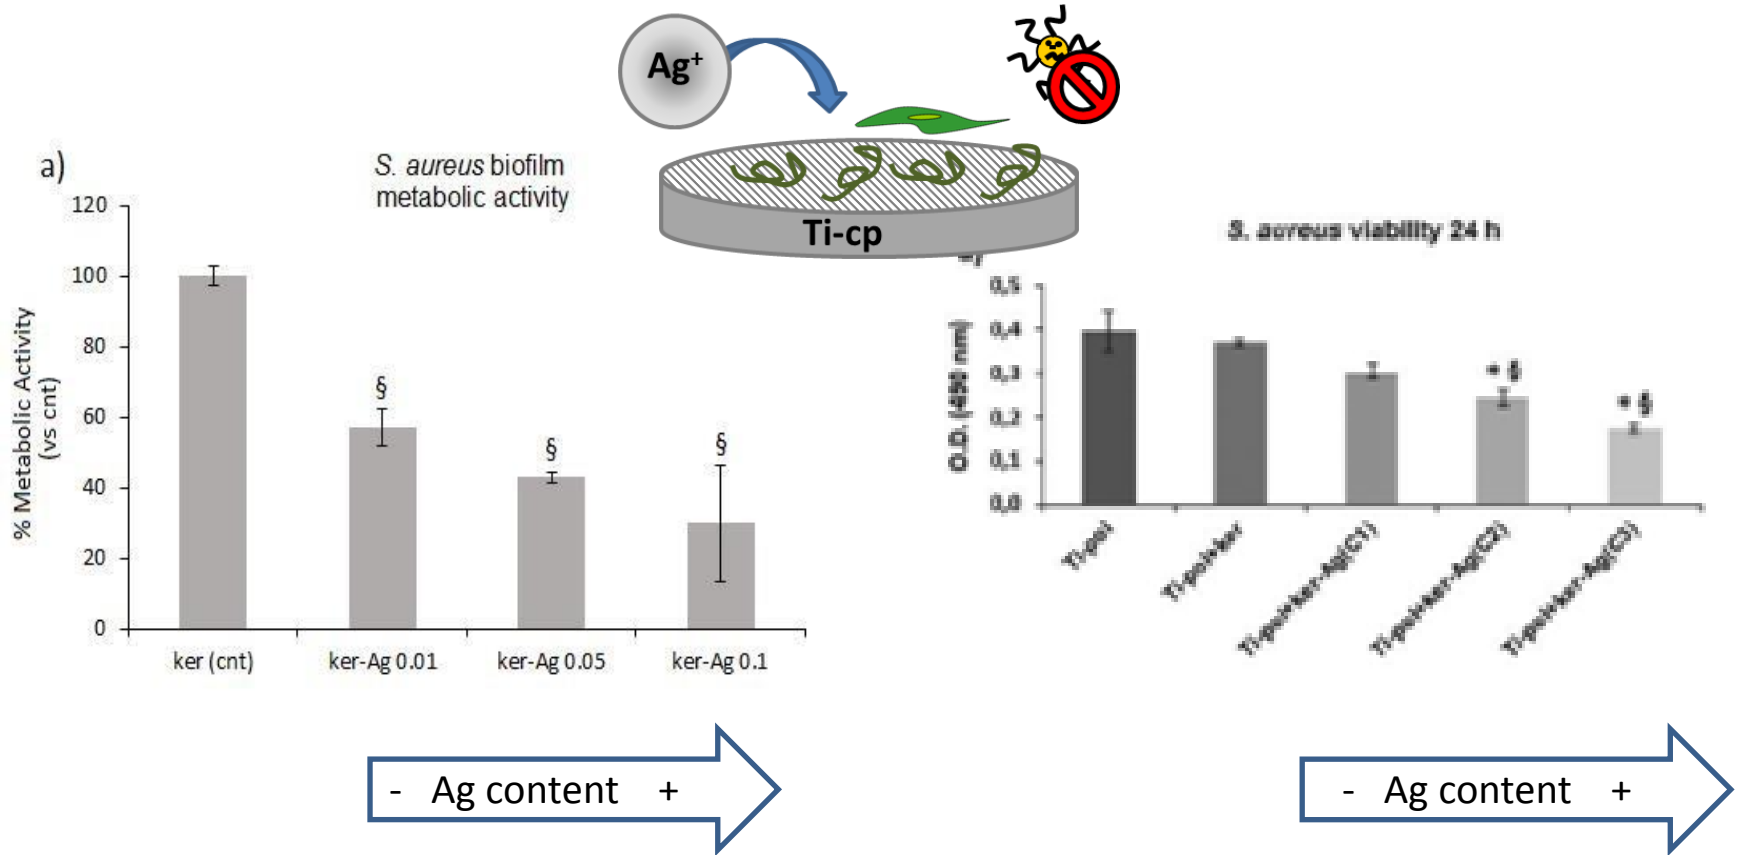 Ag⁺
Ti-cp
a)
S. aureus biofilm
metabolic activity
% Metabolic Activity
(vs cnt)
120
100
80
60
40
20
0
§
§
§
ker (cnt)
ker-Ag 0.01
ker-Ag 0.05
ker-Ag 0.1
- Ag content +
S. aureus viability 24 h
O.D. (490 nm)
0,5
0,4
0,3
0,2
0,1
0,0
* §
* §
Ti-pol
Ti-pol+ker
Ti-pol+ker-Ag(C1)
Ti-pol+ker-Ag(C2)
Ti-pol+ker-Ag(C3)
- Ag content +